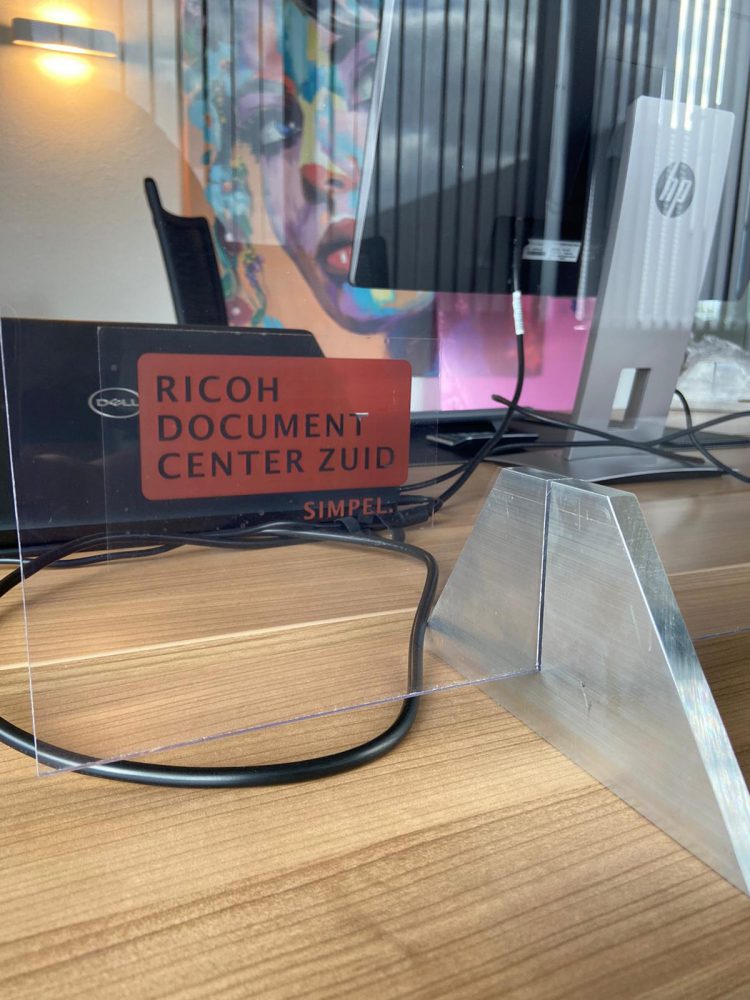 hp
DELL
RICOH
DOCUMENT
CENTER ZUID
SIMPEL.